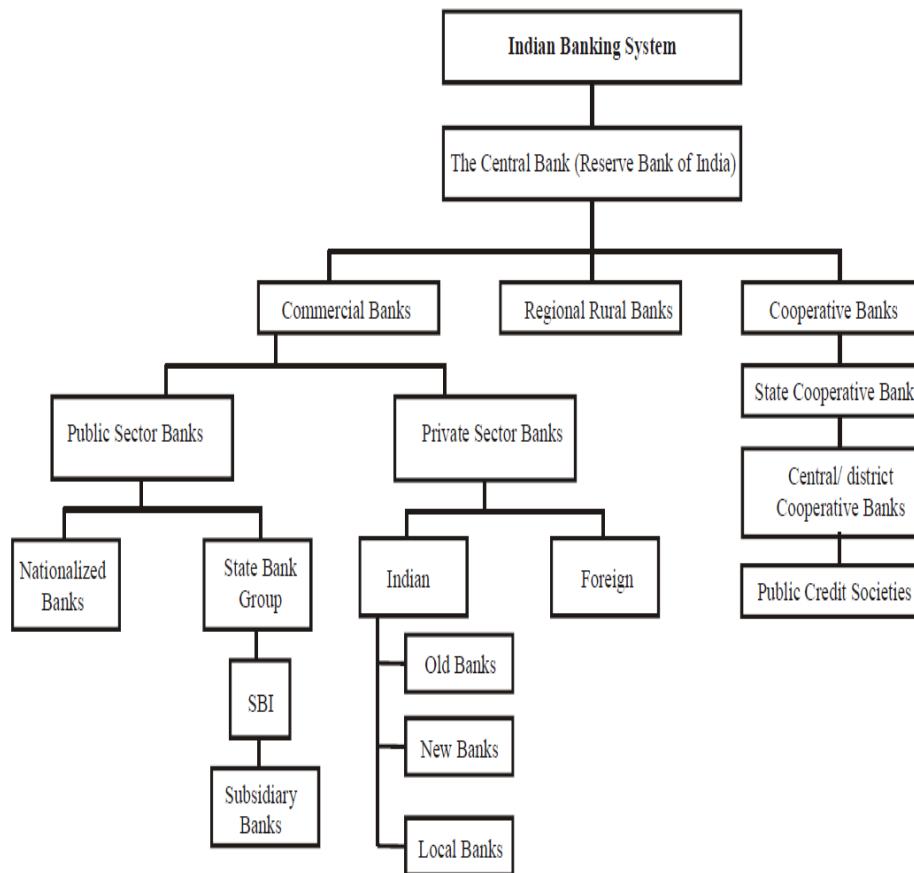 Indian Banking System
The Central Bank (Reserve Bank of India)
Commercial Banks
Regional Rural Banks
Cooperative Banks
State Cooperative Bank
Public Sector Banks
Private Sector Banks
Central/ district
Cooperative Banks
Nationalized
Banks
State Bank
Group
Indian
Foreign
Public Credit Societies
Old Banks
SBI
New Banks
Subsidiary
Banks
Local Banks